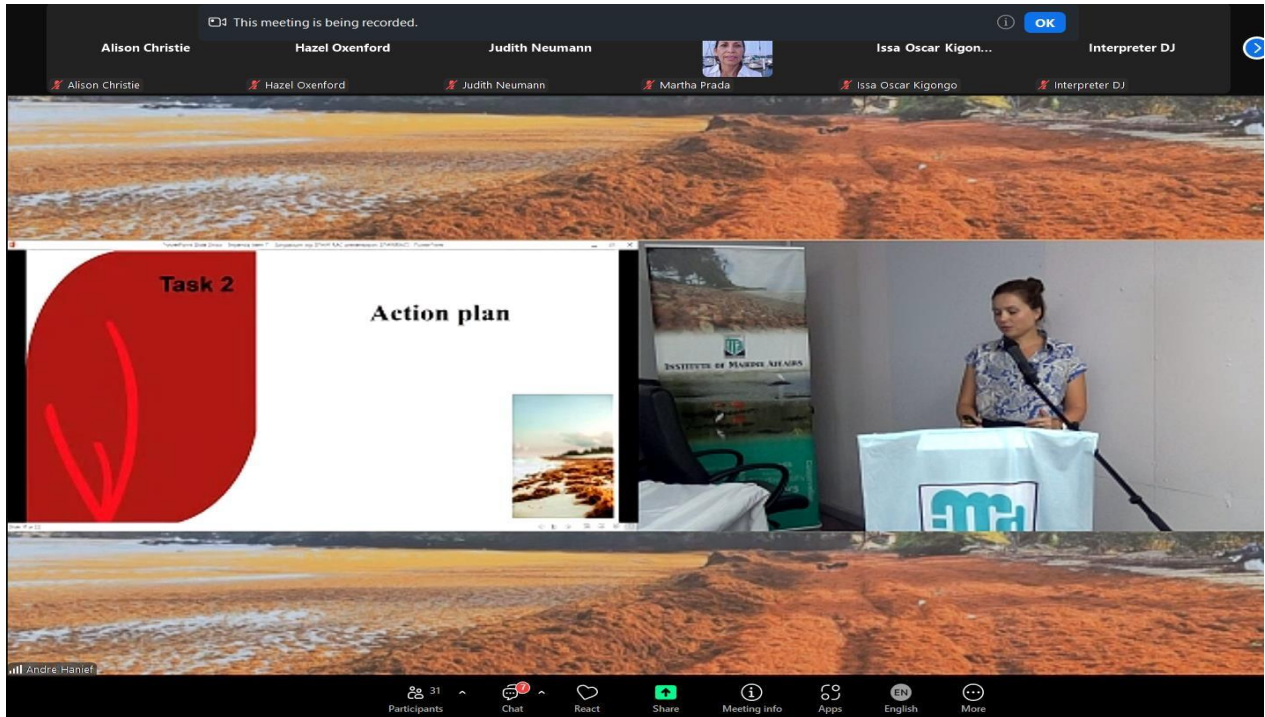 This meeting is being recorded.
OK
Alison Christie
Hazel Oxenford
Judith Neumann
Issa Oscar Kigon...
Interpreter DJ
Alison Christie
Hazel Oxenford
Judith Neumann
Martha Prada
Issa Oscar Kigongo
Interpreter DJ
Task 2
Action plan
INSTITUTE OF MARINE AFFAIRS
Andre Hanief
31
7
EN
Participants
Chat
React
Share
Meeting info
Apps
English
More